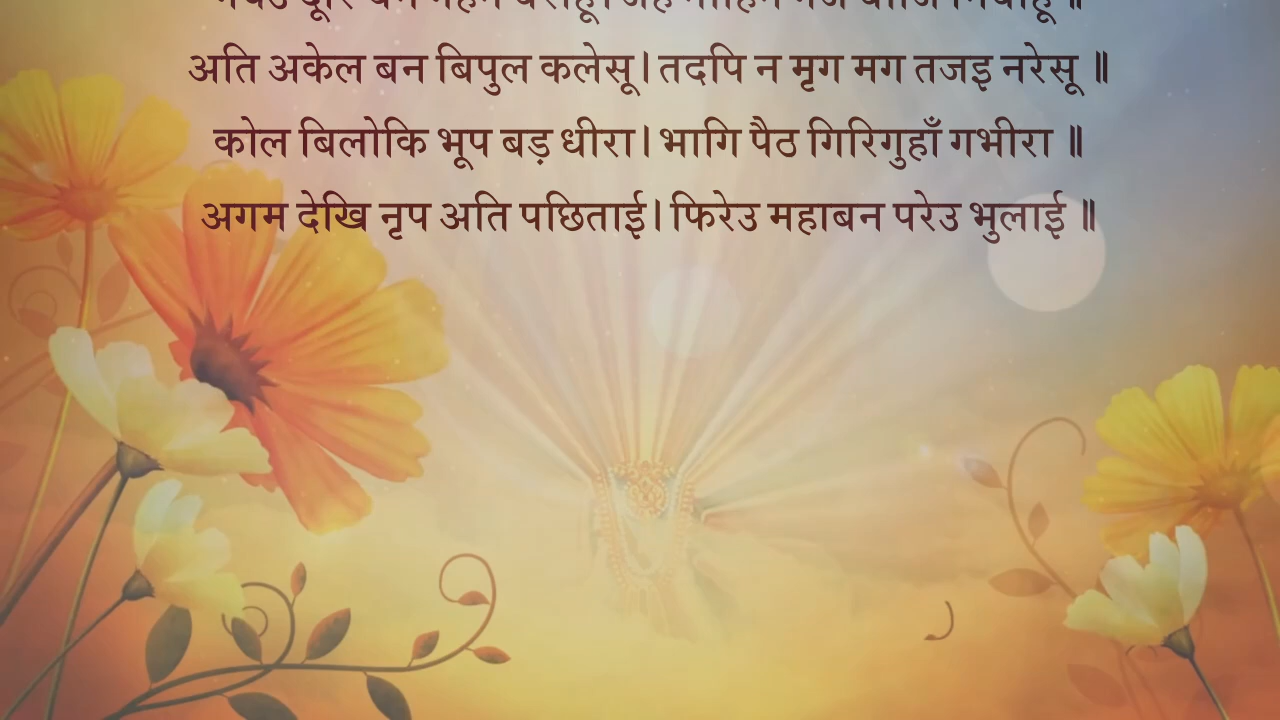 अति अकेल बन बिपुल कलेसू। तदपि न मृग मग तजइ नरेसू ॥
कोल बिलोकि भूप बड़ धीरा। भागि पैठ गिरिगुहाँ गभीरा ॥
अगम देखि नृप अति पछिताई। फिरेउ महाबन परेउ भुलाई ॥